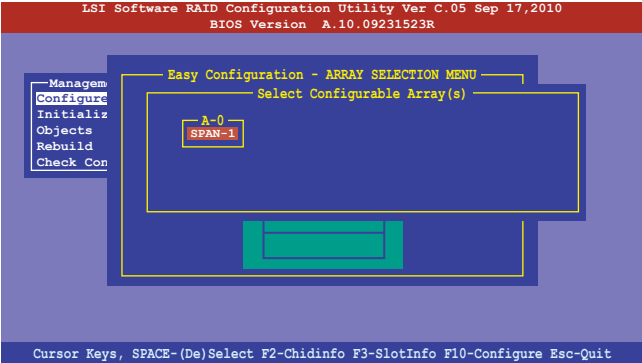 LSI Software RAID Configuration Utility Ver C.05 Sep 17,2010
BIOS Version A.10.09231523R
Easy Configuration - ARRAY SELECTION MENU
Managem
Select Configurable Array(s)
Configure
Initializ
A-0
Objects
SPAN-1
Rebuild
Check Con
Cursor Keys, SPACE-(De)Select F2-Chidinfo F3-SlotInfo F10-Configure Esc-Quit